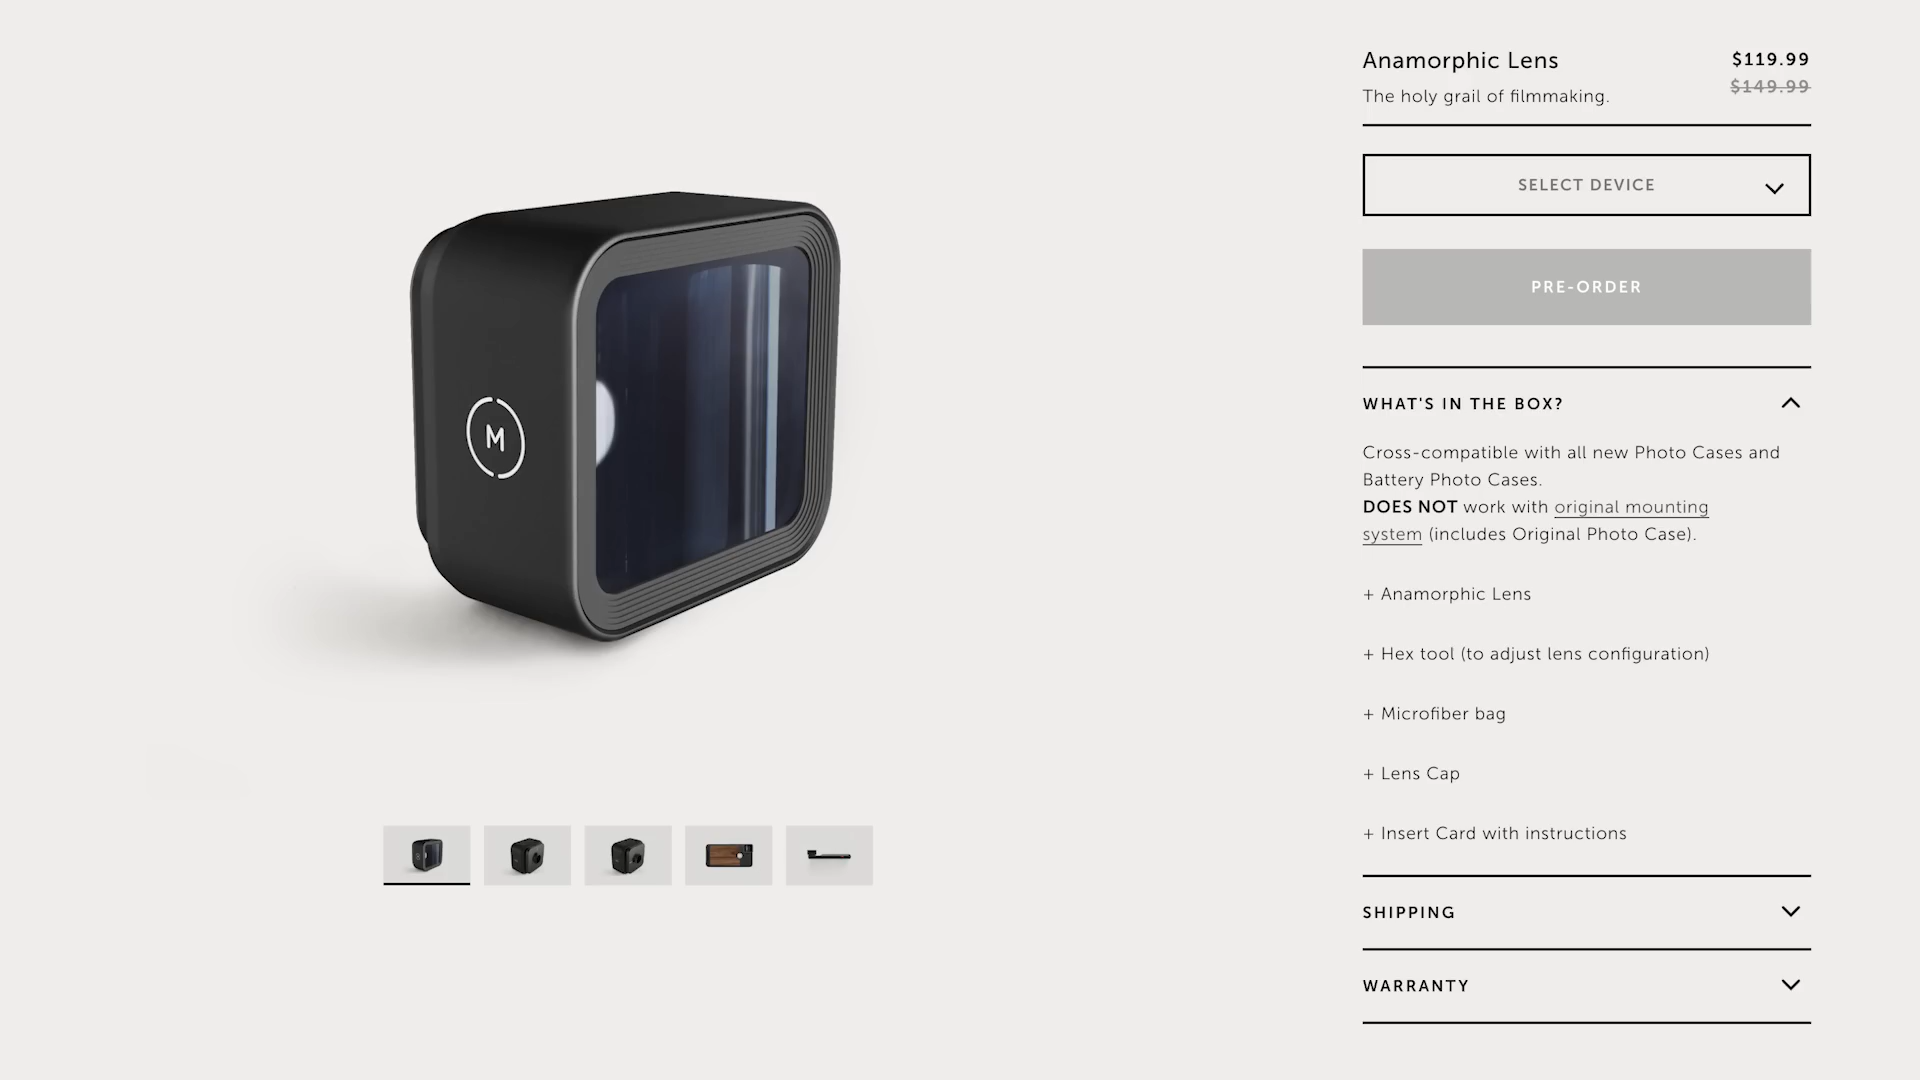 Anamorphic Lens
$119.99
The holy grail of filmmaking.
$149.99
SELECT DEVICE
PRE-ORDER
WHAT'S IN THE BOX?
Cross-compatible with all new Photo Cases and
Battery Photo Cases.
DOES NOT work with original mounting
system (includes Original Photo Case).
+ Anamorphic Lens
+ Hex tool (to adjust lens configuration)
+ Microfiber bag
+ Lens Cap
+ Insert Card with instructions
SHIPPING
WARRANTY
M